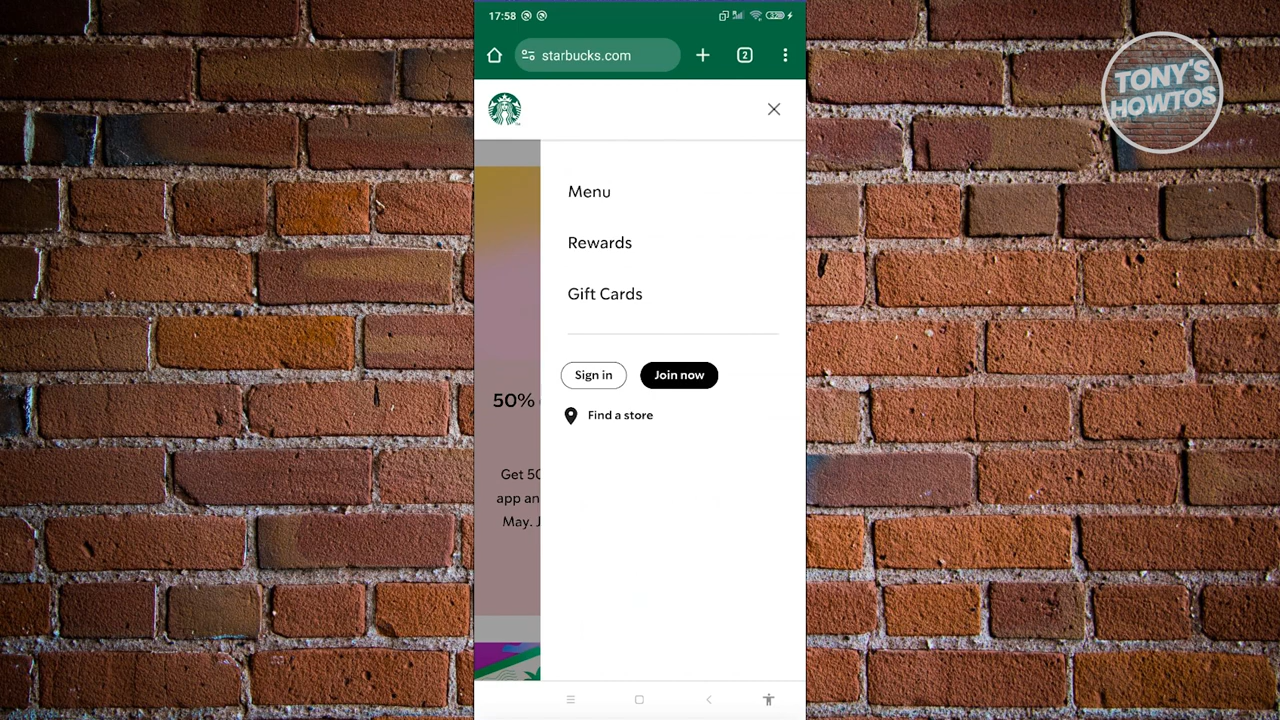 17:58
starbucks.com
2
TONY'S
HOWTOS
Menu
Rewards
Gift Cards
Sign in
Join now
Find a store
50%
Get 50
app an
May. J